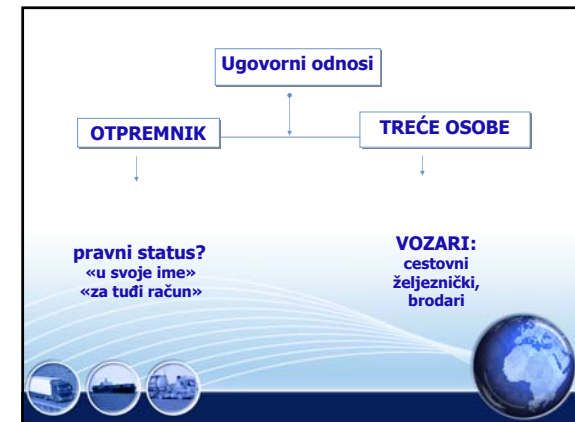 Ugovorni odnosi
OTPREMNIK
TREĆE OSOBE
pravni status?
«u svoje ime»
«za tuđi račun»
VOZARI:
cestovni
željeznički,
brodari